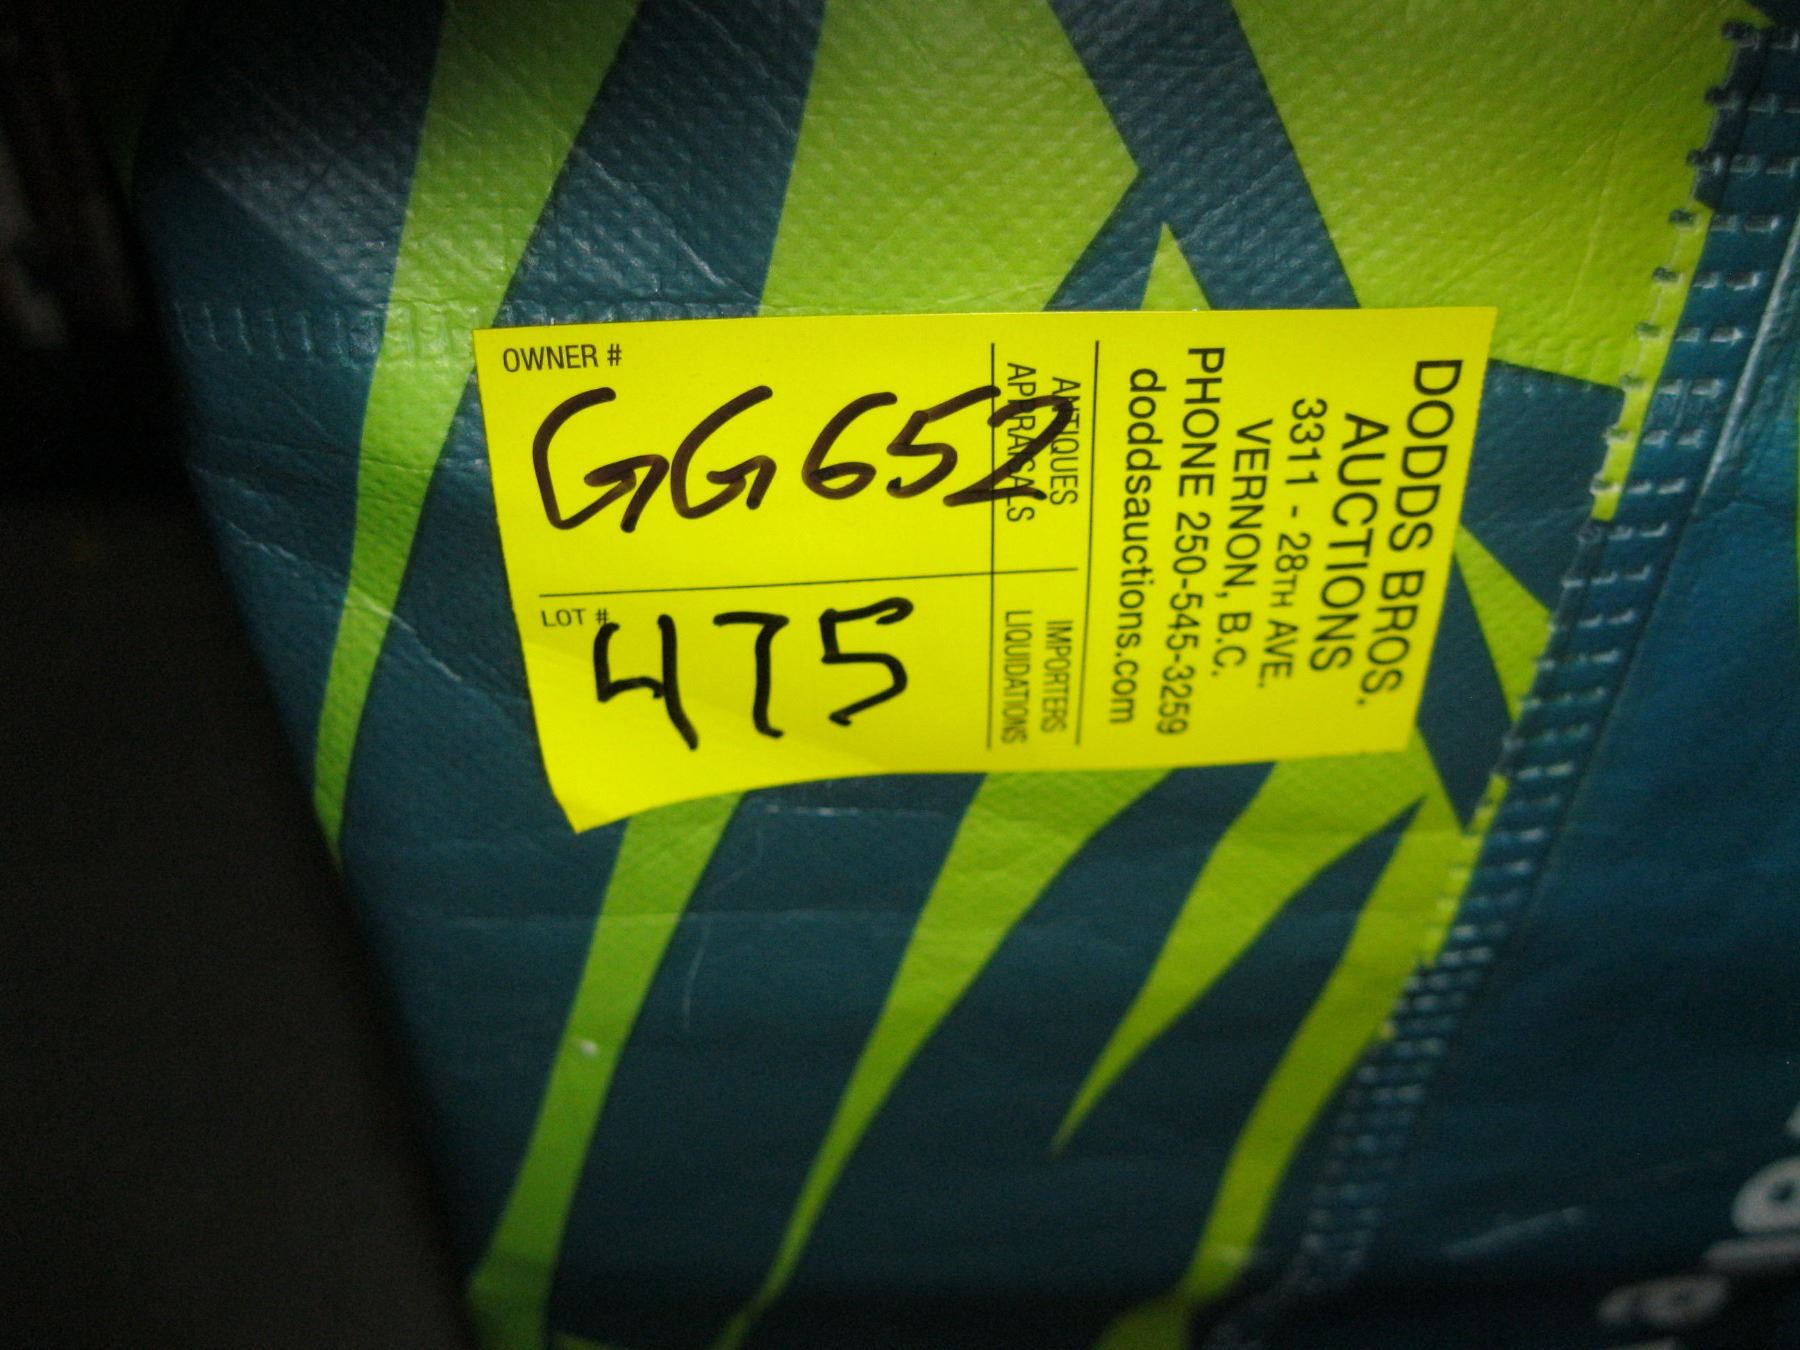 OWNER #
GG652
LOT #
475
ANTIQUES
APPRAISALS
IMPORTERS
LIQUIDATIONS
DODDS BROS.
AUCTIONS
3311 - 28TH AVE.
VERNON, B.C.
PHONE 250-545-3259
doddsauctions.com